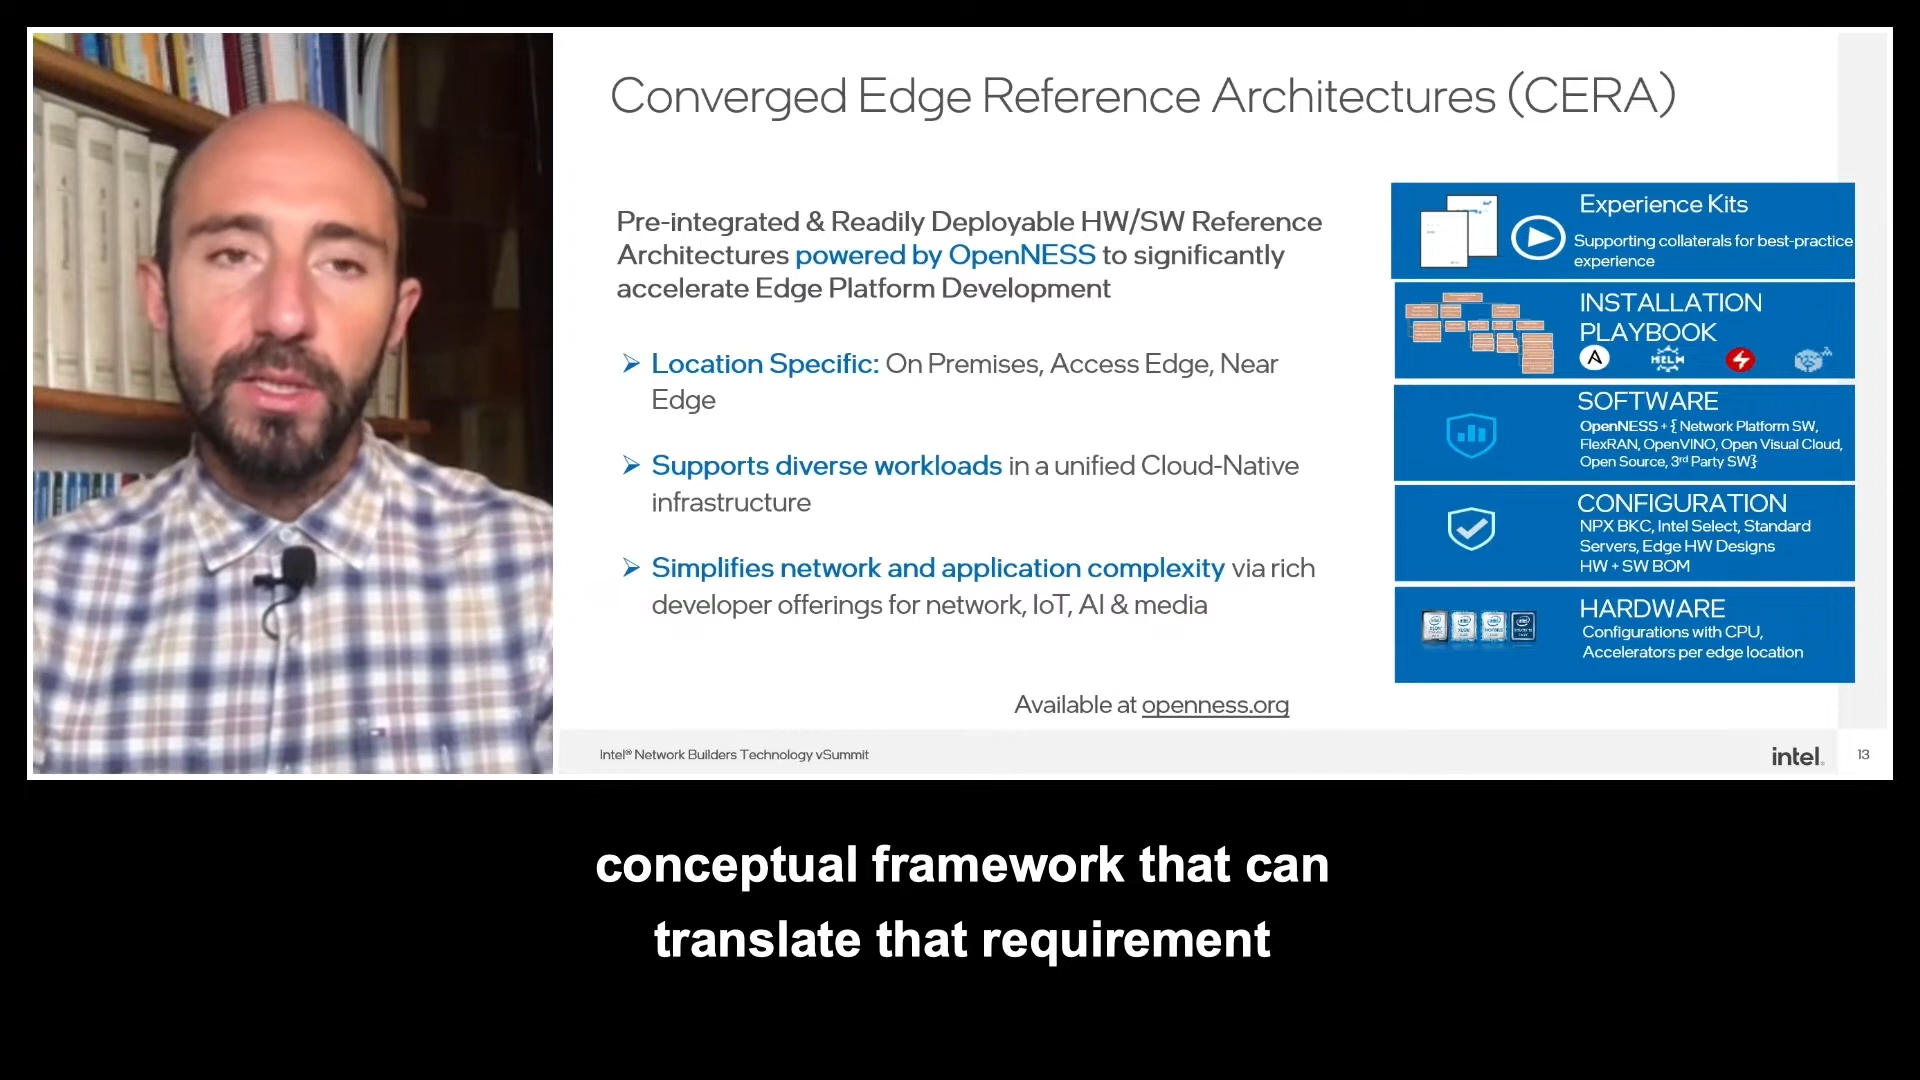 Converged Edge Reference Architectures (CERA)
Pre-integrated & Readily Deployable HW/SW Reference
Architectures powered by OpenNESS to significantly
accelerate Edge Platform Development
➢ Location Specific: On Premises, Access Edge, Near
Edge
➢ Supports diverse workloads in a unified Cloud-Native
infrastructure
➢ Simplifies network and application complexity via rich
developer offerings for network, IoT, AI & media
Available at openness.org
Experience Kits
Supporting collaterals for best-practice
experience
INSTALLATION
PLAYBOOK
A
HELM
SOFTWARE
OpenNESS + { Network Platform SW,
FlexRAN, OpenVINO, Open Visual Cloud,
Open Source, 3rd Party SW}
CONFIGURATION
NPX BKC, Intel Select, Standard
Servers, Edge HW Designs
HW + SW BOM
HARDWARE
Configurations with CPU,
Accelerators per edge location
Intel® Network Builders Technology vSummit
intel.
13
conceptual framework that can
translate that requirement